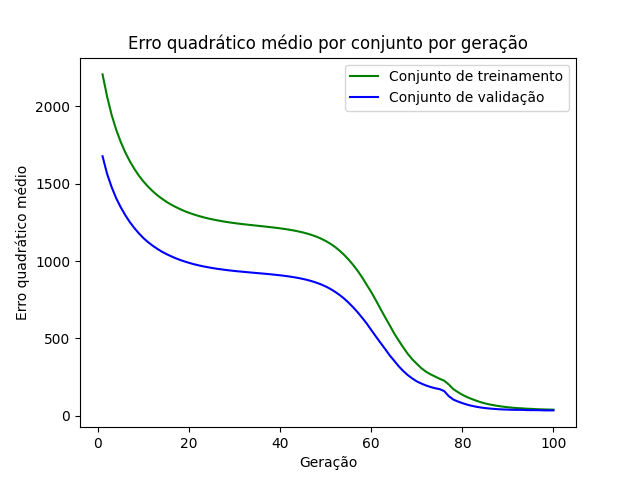 Erro quadrático médio por conjunto por geração
Conjunto de treinamento
Conjunto de validação
Erro quadrático médio
2000
1500
1000
500
0
0 20 40 60 80 100
Geração